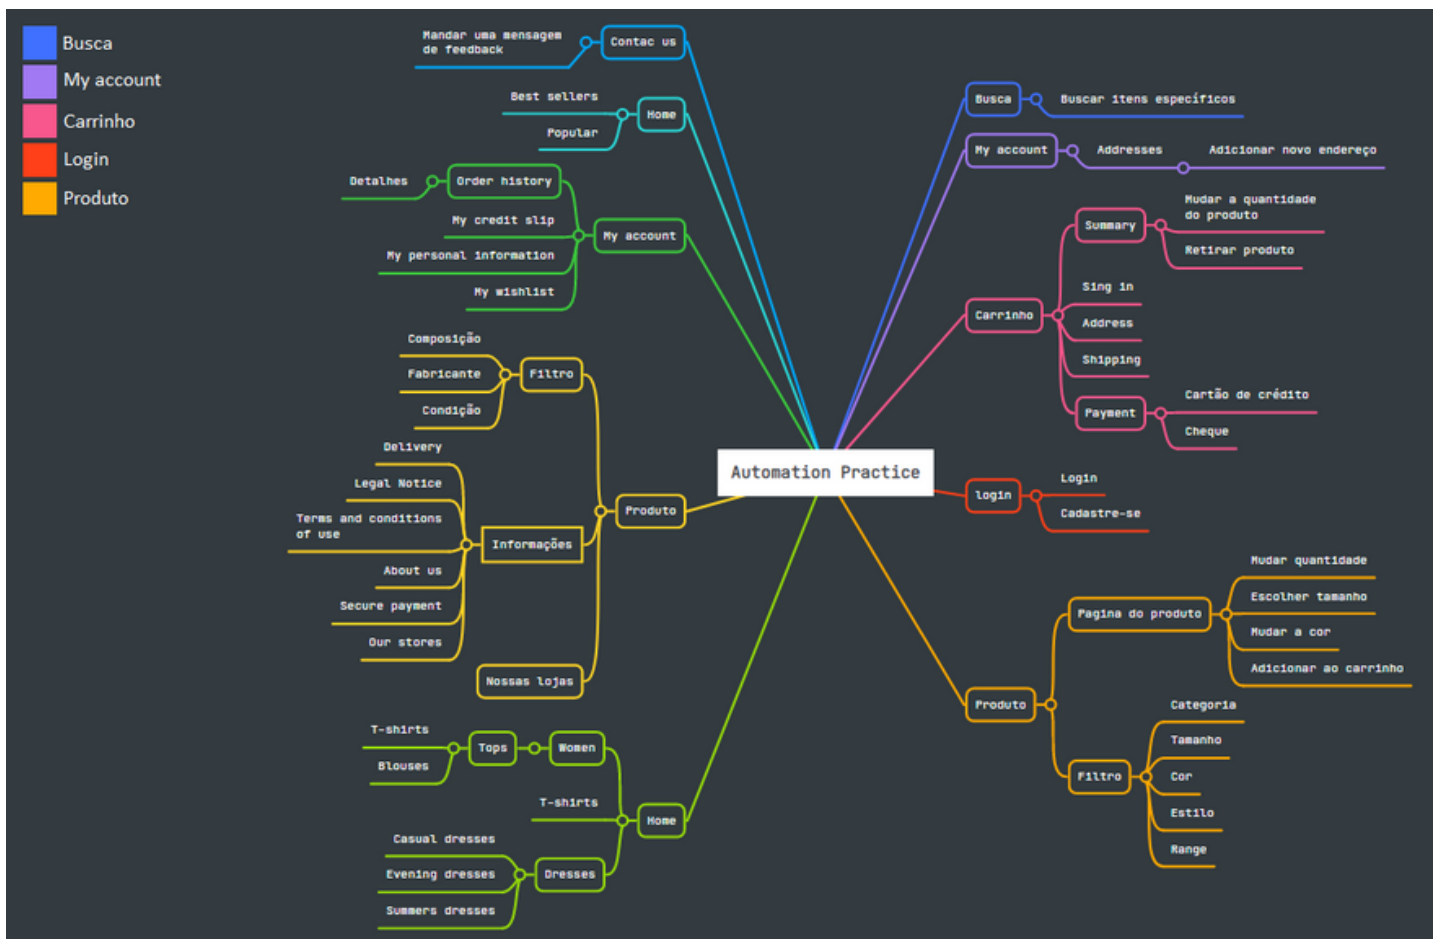 Busca
My account
Carrinho
Login
Produto
Mandar uma mensagem
de feedback
Contac us
Best sellers
Popular
Home
Detalhes
Order history
My credit slip
My personal information
My wishlist
My account
Composição
Fabricante
Condição
Filtro
Delivery
Legal Notice
Terms and conditions
of use
About us
Secure payment
Our stores
Informações
Nossas lojas
Produto
T-shirts
Blouses
Tops
Women
T-shirts
Casual dresses
Evening dresses
Summers dresses
Dresses
Home
Automation Practice
Busca
Buscar itens específicos
My account
Addresses
Adicionar novo endereço
Carrinho
Summary
Mudar a quantidade
do produto
Retirar produto
Sing in
Address
Shipping
Payment
Cartão de crédito
Cheque
login
Login
Cadastre-se
Produto
Pagina do produto
Mudar quantidade
Escolher tamanho
Mudar a cor
Adicionar ao carrinho
Filtro
Categoria
Tamanho
Cor
Estilo
Range